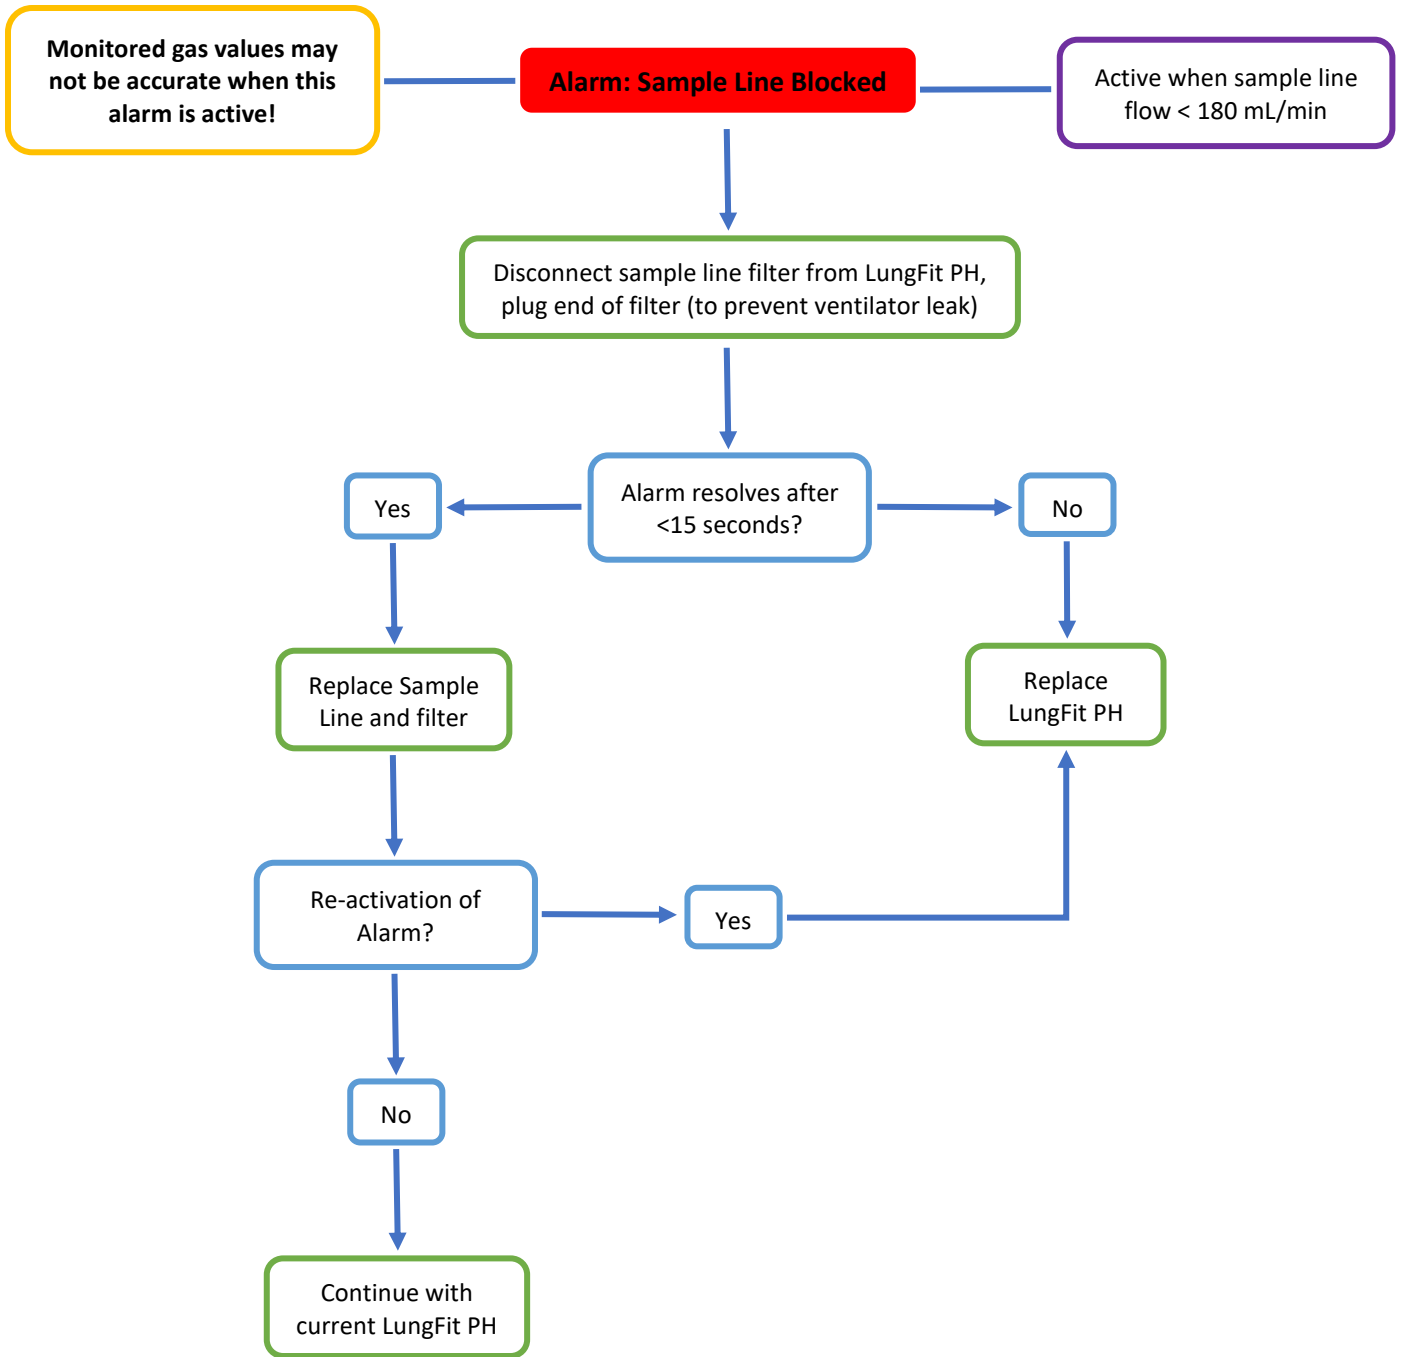 Monitored gas values may
not be accurate when this
alarm is active!
Alarm: Sample Line Blocked
Active when sample line
flow < 180 mL/min
Disconnect sample line filter from LungFit PH,
plug end of filter (to prevent ventilator leak)
Alarm resolves after
<15 seconds?
Yes
No
Replace Sample
Line and filter
Replace
LungFit PH
Re-activation of
Alarm?
Yes
No
Continue with
current LungFit PH